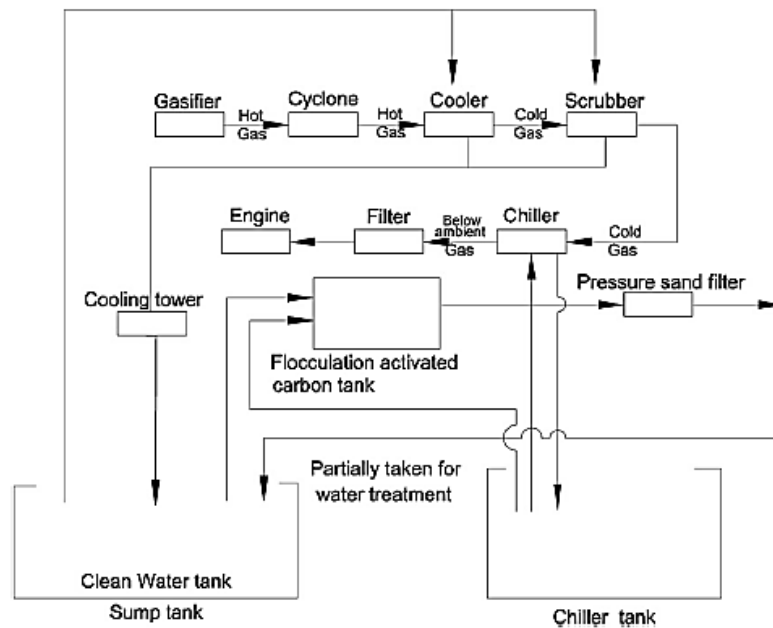 Gasifier
Hot
Gas
Cyclone
Hot
Gas
Cooler
Cold
Gas
Scrubber
Engine
Filter
Below
ambient
Gas
Chiller
Cold
Gas
Cooling tower
Pressure sand filter
Flocculation activated
carbon tank
Partially taken for
water treatment
Clean Water tank
Sump tank
Chiller tank